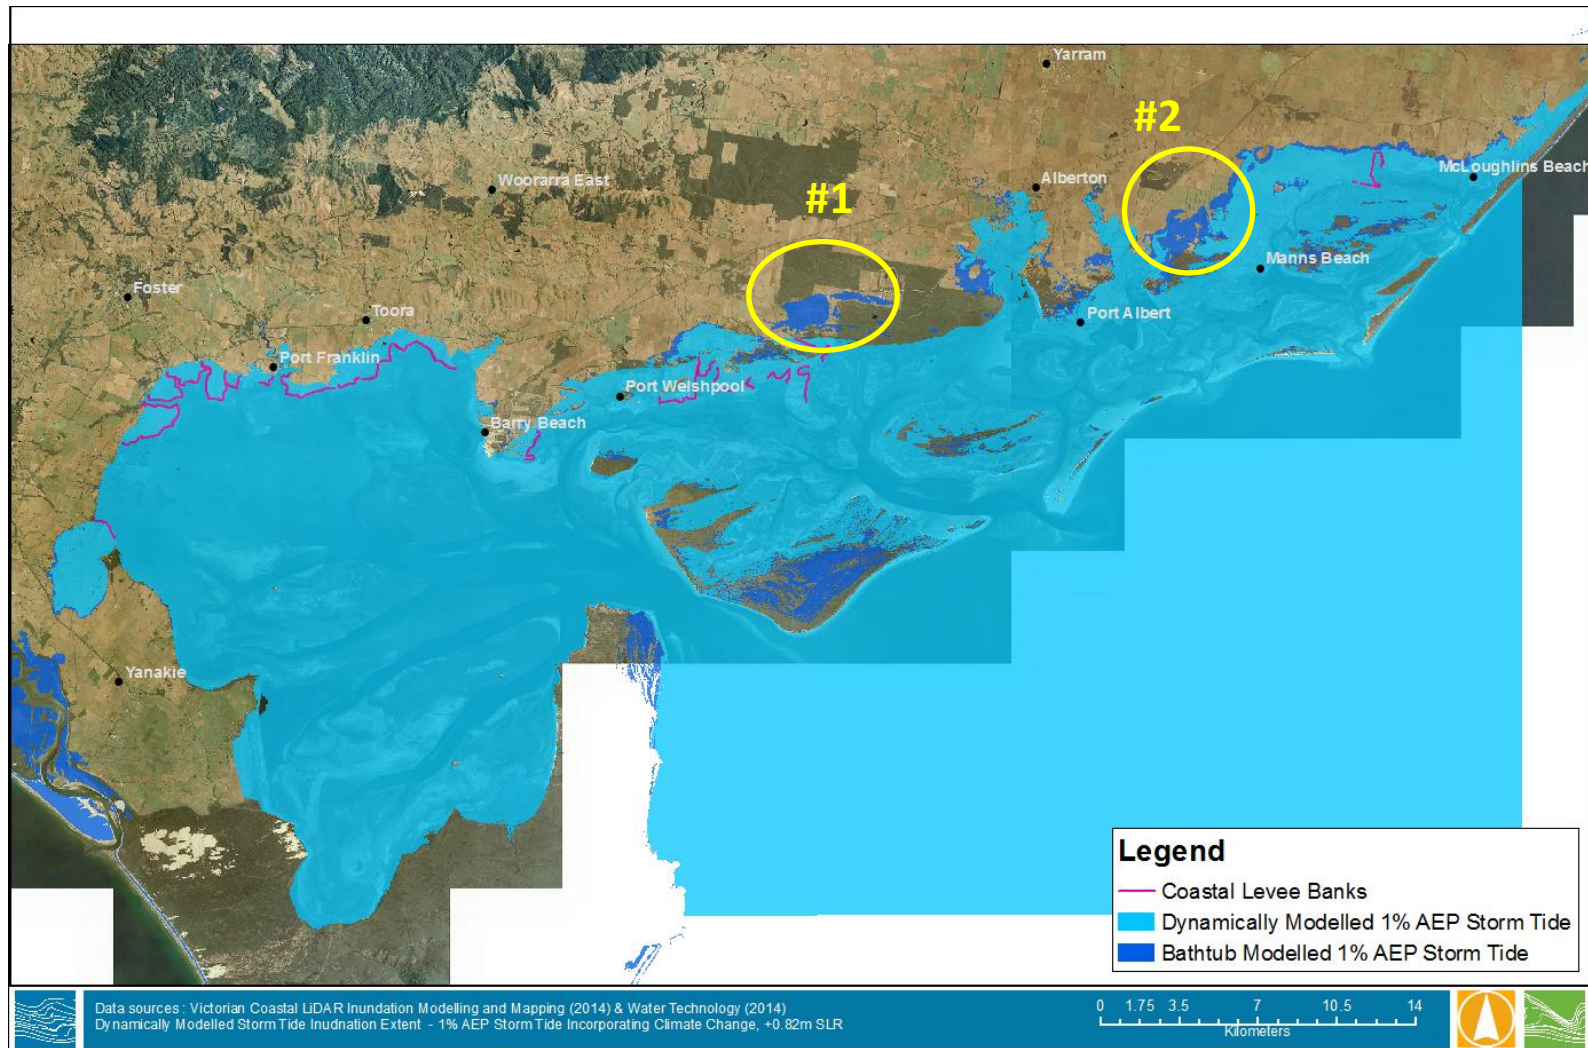 Yarram
#2
McLoughlins Beach
Woorarra East
Alberton
#1
Manns Beach
Foster
Toora
Port Albert
Port Franklin
Port Welshpool
Barry Beach
Yanakie
Legend
Coastal Levee Banks
Dynamically Modelled 1% AEP Storm Tide
Bathtub Modelled 1% AEP Storm Tide
Data sources : Victorian Coastal LiDAR Inundation Modelling and Mapping (2014) & Water Technology (2014)
Dynamically Modelled Storm Tide Inudnation Extent - 1% AEP Storm Tide Incorporating Climate Change, +0.82m SLR
0 1.75 3.5 7 10.5 14
Kilometers